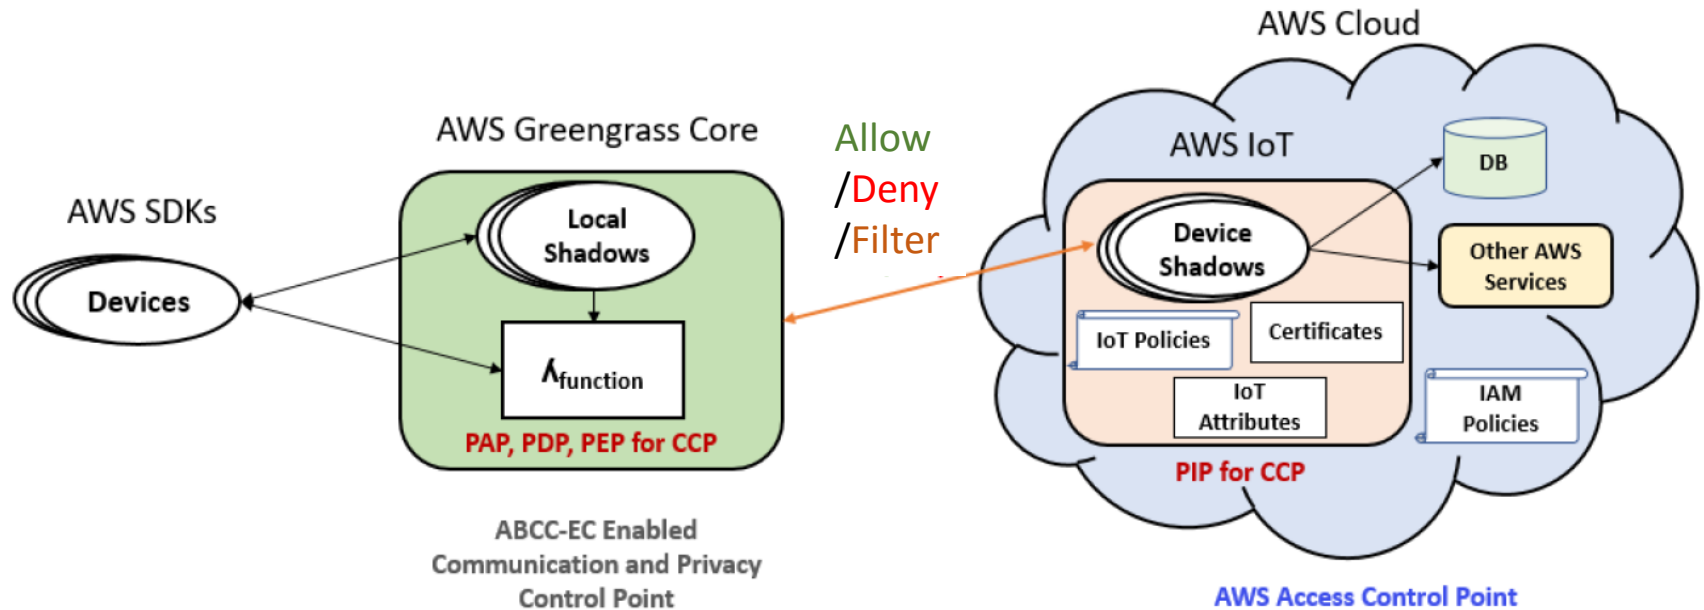 AWS SDKs
Devices
AWS Greengrass Core
Local
Shadows
λfunction
PAP, PDP, PEP for CCP
ABCC-EC Enabled
Communication and Privacy
Control Point
Allow
/Deny
/Filter
AWS Cloud
AWS IoT
Device
Shadows
IoT Policies
Certificates
IoT
Attributes
PIP for CCP
DB
Other AWS
Services
IAM
Policies
AWS Access Control Point